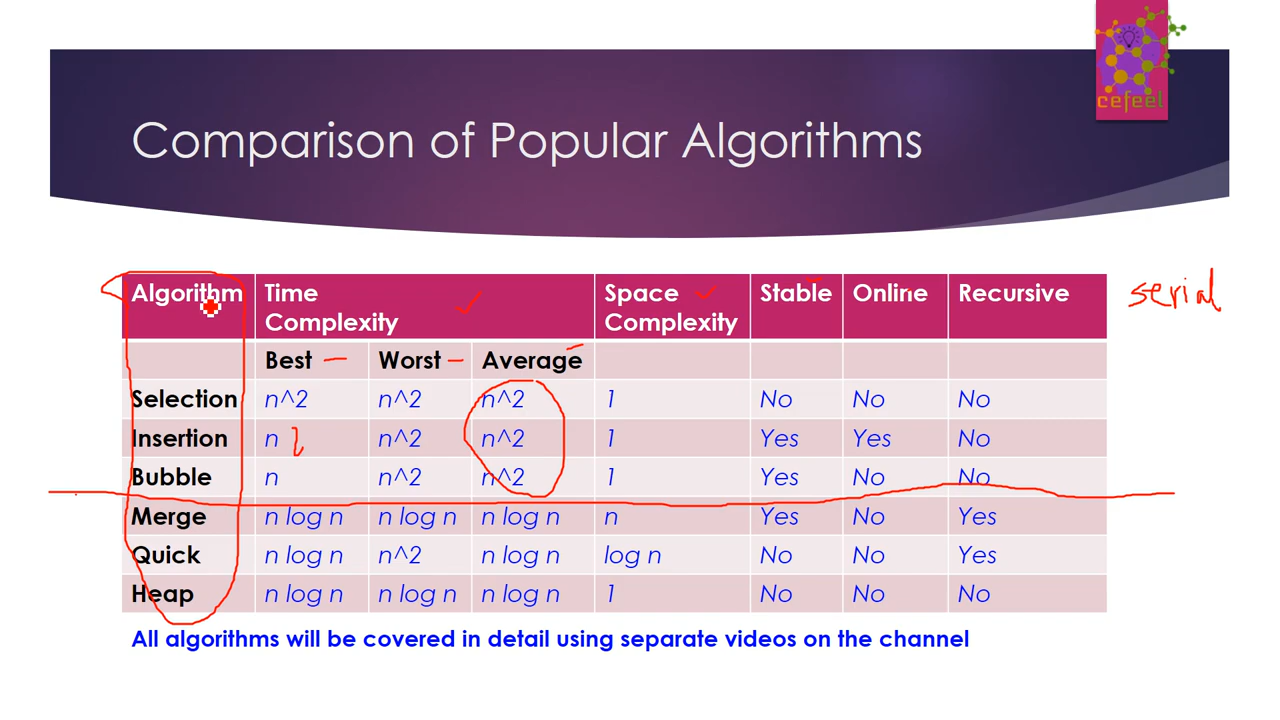 cefeel
Comparison of Popular Algorithms
Algorithm Time Complexity Space Complexity Stable Online Recursive serial
Best Worst Average
Selection n^2 n^2 n^2 1 No No No
Insertion n n^2 n^2 1 Yes Yes No
Bubble n n^2 n^2 1 Yes No No
Merge n log n n log n n log n n Yes No Yes
Quick n log n n^2 n log n log n No No Yes
Heap n log n n log n n log n 1 No No No
All algorithms will be covered in detail using separate videos on the channel